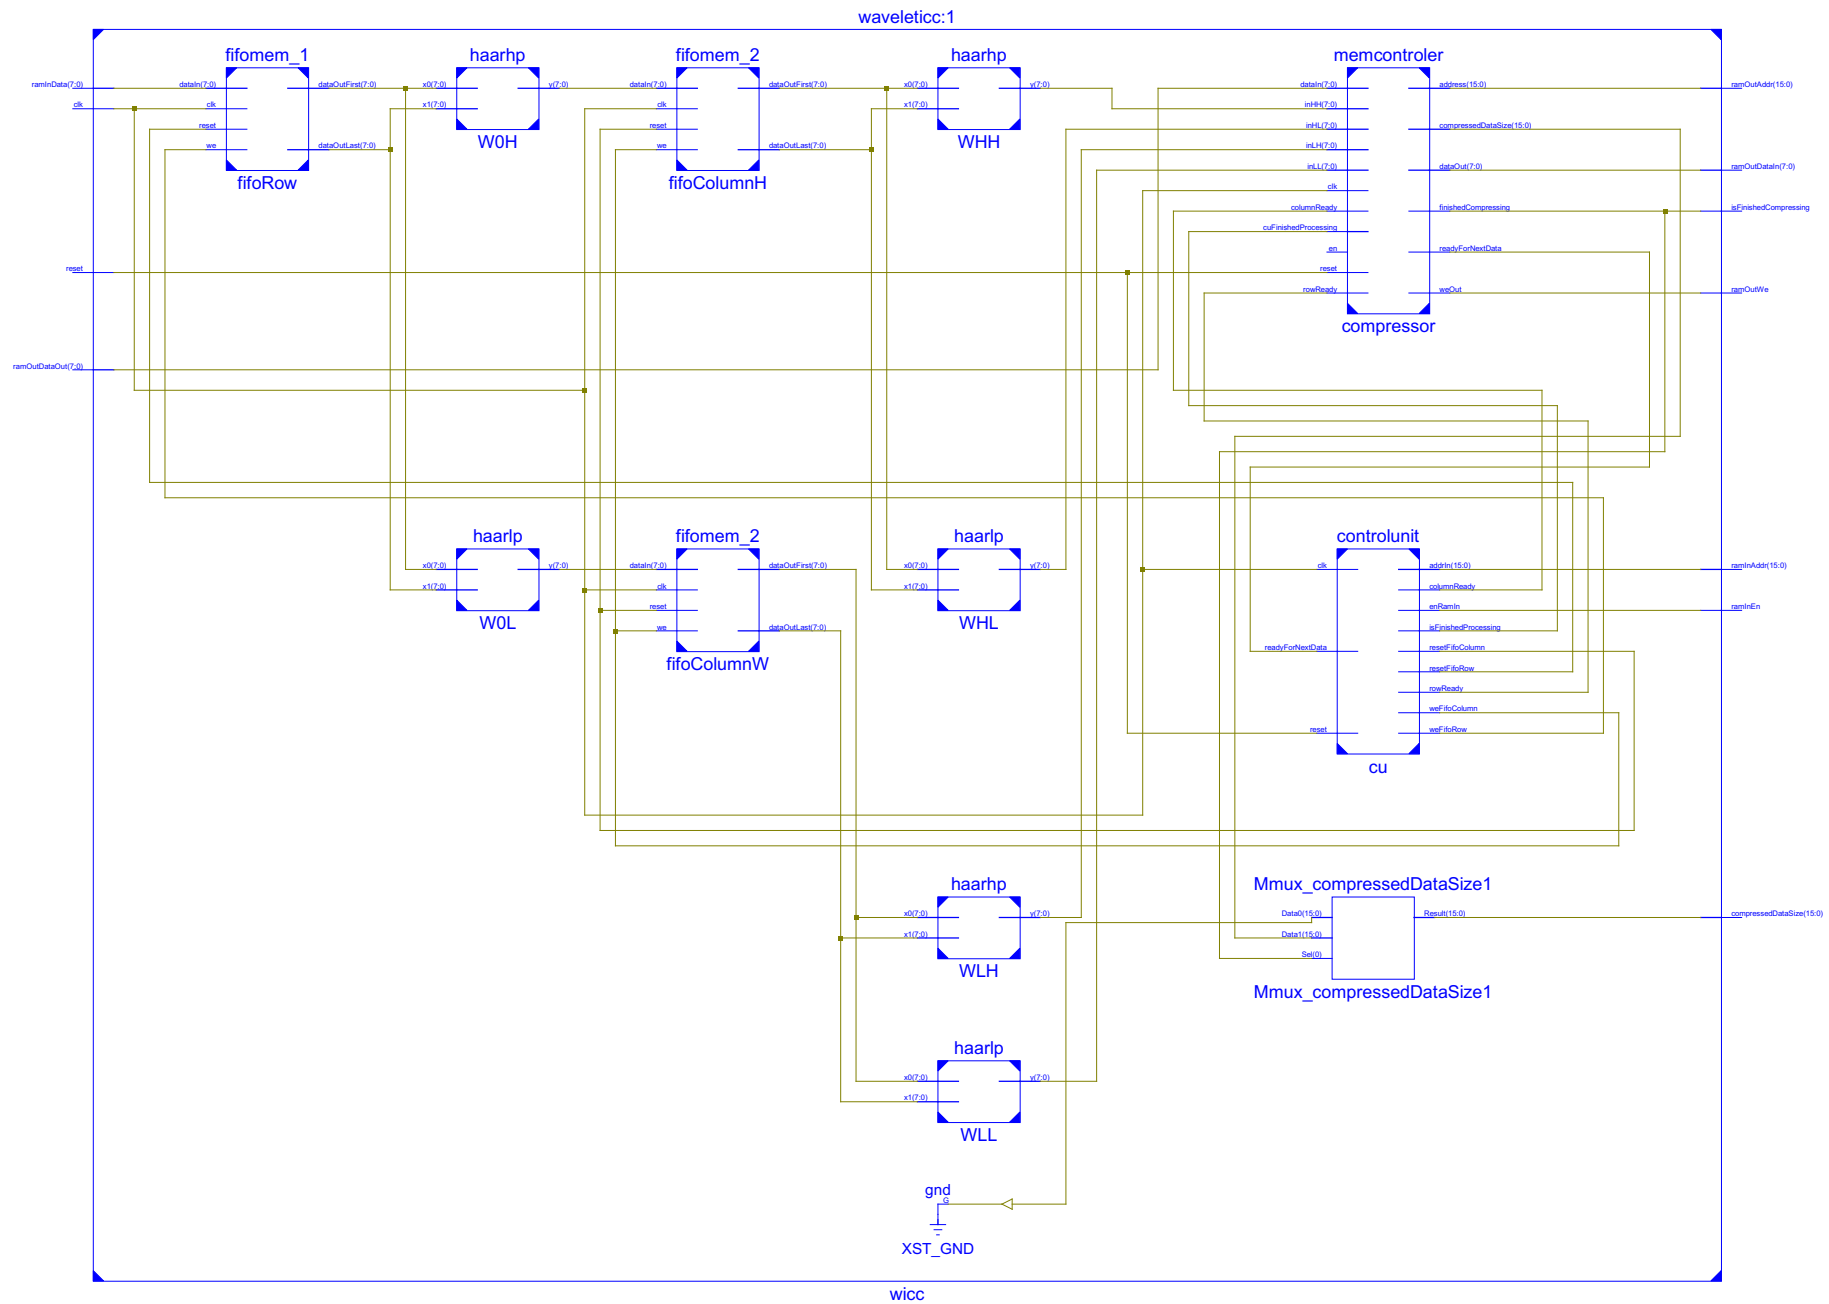 waveleticc:1
fifomem_1
haarhp
fifomem_2
haarhp
memcontroler
ramInData(7:0)
dataIn(7:0)
dataOutFirst(7:0)
x0(7:0)
y(7:0)
dataIn(7:0)
dataOutFirst(7:0)
x0(7:0)
y(7:0)
dataIn(7:0)
address(15:0)
ramOutAddr(15:0)
clk
clk
x1(7:0)
clk
x1(7:0)
inHH(7:0)
reset
reset
inHL(7:0)
compressedDataSize(15:0)
W0H
WHH
we
dataOutLast(7:0)
we
dataOutLast(7:0)
inLH(7:0)
inLL(7:0)
dataOut(7:0)
ramOutDataIn(7:0)
fifoRow
fifoColumnH
clk
columnReady
finishedCompressing
isFinishedCompressing
cuFinishedProcessing
en
readyForNextData
reset
reset
rowReady
weOut
ramOutWe
compressor
ramOutDataOut(7:0)
haarlp
fifomem_2
haarlp
controlunit
x0(7:0)
y(7:0)
dataIn(7:0)
dataOutFirst(7:0)
x0(7:0)
y(7:0)
clk
addrIn(15:0)
ramInAddr(15:0)
x1(7:0)
clk
x1(7:0)
columnReady
reset
enRamIn
ramInEn
W0L
WHL
we
dataOutLast(7:0)
isFinishedProcessing
readyForNextData
resetFifoColumn
fifoColumnW
resetFifoRow
rowReady
weFifoColumn
reset
weFifoRow
cu
haarhp
Mmux_compressedDataSize1
x0(7:0)
y(7:0)
Data0(15:0)
Result(15:0)
compressedDataSize(15:0)
x1(7:0)
Data1(15:0)
Sel(0)
WLH
Mmux_compressedDataSize1
haarlp
x0(7:0)
y(7:0)
x1(7:0)
WLL
gnd
G
XST_GND
wicc